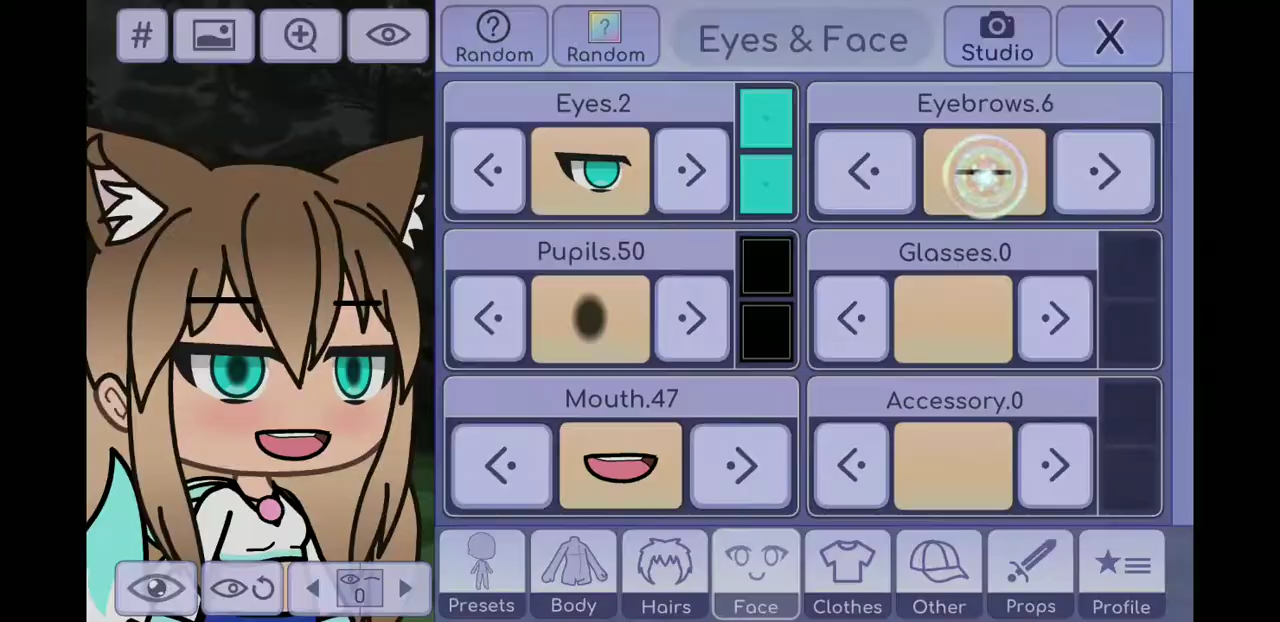 #
? Random
? Random
Eyes & Face
Studio
X
Eyes.2
Eyebrows.6
Pupils.50
Glasses.0
Mouth.47
Accessory.0
0
Presets
Body
Hairs
Face
Clothes
Other
Props
Profile